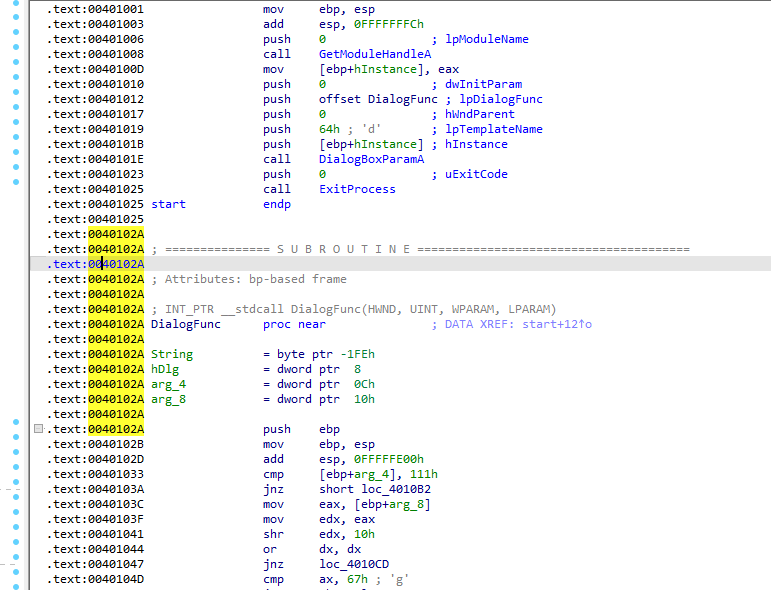 .text:00401001 mov ebp, esp
.text:00401003 add esp, 0FFFFFFFCh
.text:00401006 push 0 ; lpModuleName
.text:00401008 call GetModuleHandleA
.text:0040100D mov [ebp+hInstance], eax
.text:00401010 push 0 ; dwInitParam
.text:00401012 push offset DialogFunc ; lpDialogFunc
.text:00401017 push 0 ; hWndParent
.text:00401019 push 64h ; 'd' ; lpTemplateName
.text:0040101B push [ebp+hInstance] ; hInstance
.text:0040101E call DialogBoxParamA
.text:00401023 push 0 ; uExitCode
.text:00401025 call ExitProcess
.text:00401025 start endp
.text:00401025
.text:0040102A
.text:0040102A ; =============== S U B R O U T I N E =======================================
.text:0040102A
.text:0040102A ; Attributes: bp-based frame
.text:0040102A
.text:0040102A ; INT_PTR __stdcall DialogFunc(HWND, UINT, WPARAM, LPARAM)
.text:0040102A DialogFunc proc near ; DATA XREF: start+12↑o
.text:0040102A
.text:0040102A String = byte ptr -1FEh
.text:0040102A hDlg = dword ptr 8
.text:0040102A arg_4 = dword ptr 0Ch
.text:0040102A arg_8 = dword ptr 10h
.text:0040102A
.text:0040102A push ebp
.text:0040102B mov ebp, esp
.text:0040102D add esp, 0FFFFFE00h
.text:00401033 cmp [ebp+arg_4], 111h
.text:0040103A jnz short loc_4010B2
.text:0040103C mov eax, [ebp+arg_8]
.text:0040103F mov edx, eax
.text:00401041 shr edx, 10h
.text:00401044 or dx, dx
.text:00401047 jnz loc_4010CD
.text:0040104D cmp ax, 67h ; 'g'